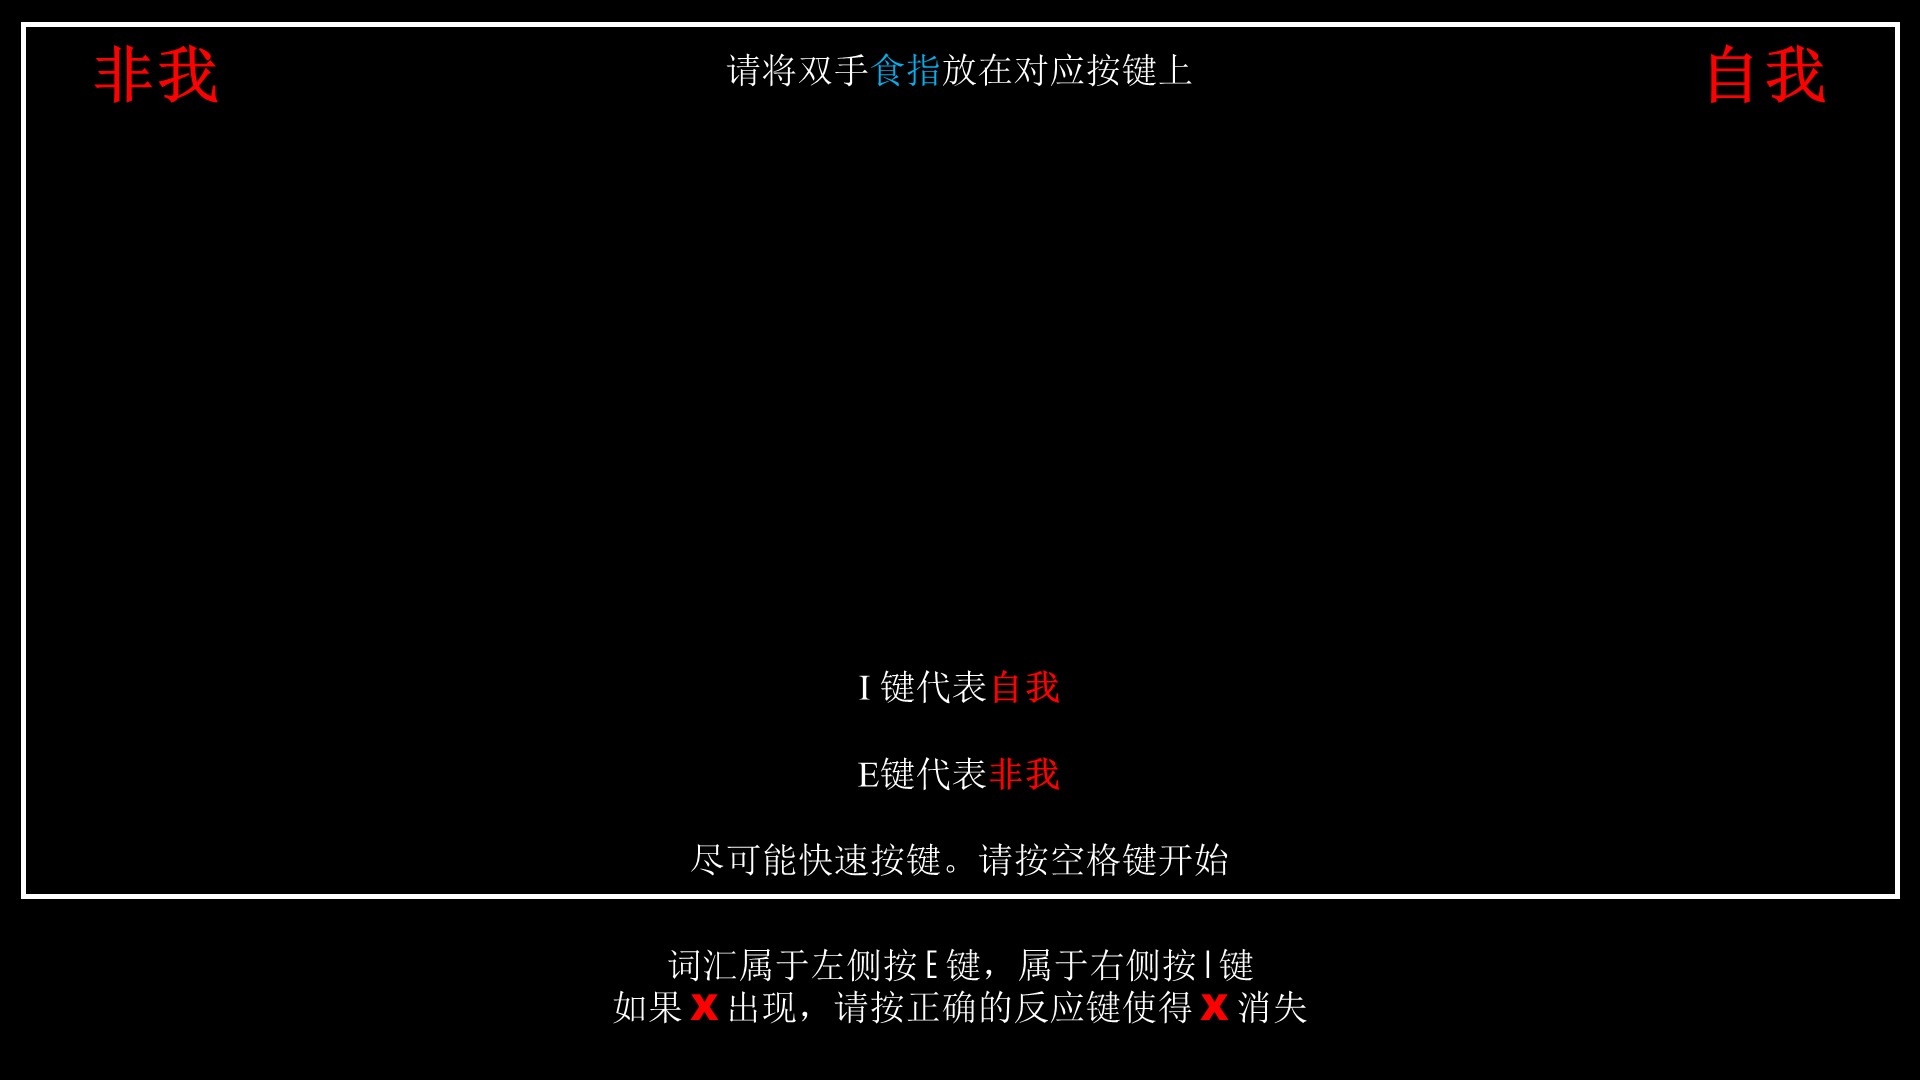 非我
请将双手食指放在对应按键上
自我
I 键代表自我
E键代表非我
尽可能快速按键。请按空格键开始
词汇属于左侧按 E 键，属于右侧按 I 键
如果 X 出现，请按正确的反应键使得 X 消失